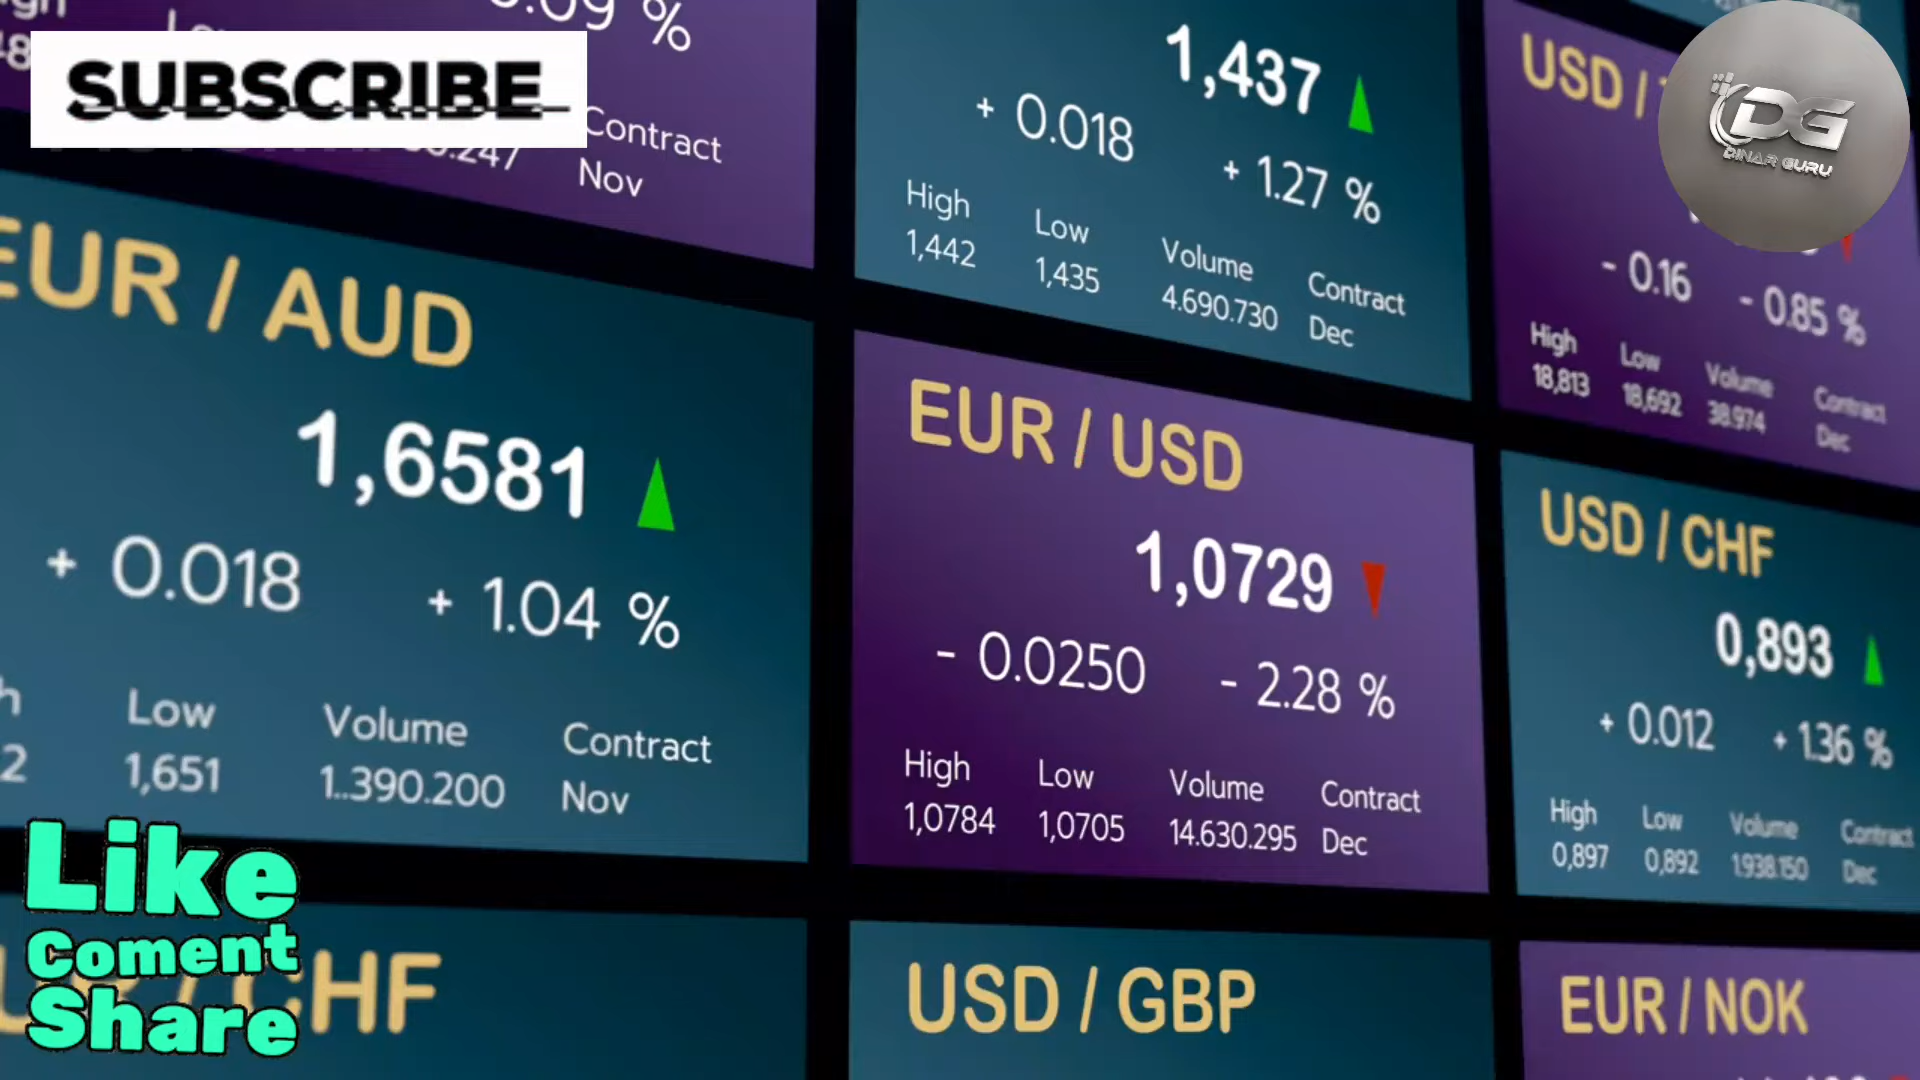 SUBSCRIBE
Contract
Nov
1,437
+ 0.018
+ 1.27 %
High
Low
Volume
Contract
1,442
1,435
4.690.730
Dec
USD /
DG
DINAR GURU
- 0.16
- 0.85 %
High
Low
Volume
Contract
18,813
18,692
38.974
Dec
EUR / AUD
1,6581
+ 0.018
+ 1.04 %
Low
Volume
Contract
1,651
1..390.200
Nov
EUR / USD
1,0729
- 0.0250
- 2.28 %
High
Low
Volume
Contract
1,0784
1,0705
14.630.295
Dec
USD / CHF
0,893
+ 0.012
+ 1.36 %
High
Low
Volume
Contract
0,897
0,892
1.938.150
Dec
Like
Coment
Share
CHF
USD / GBP
EUR / NOK